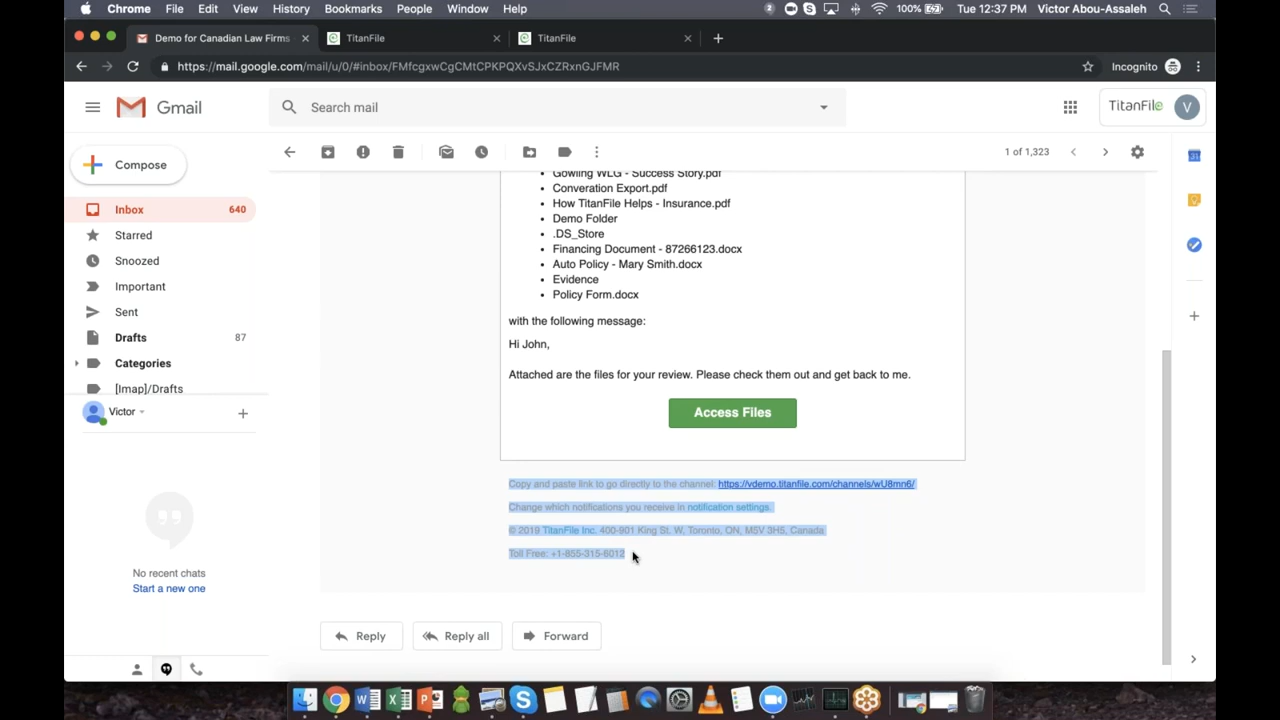 Chrome File Edit View History Bookmarks People Window Help 2 100% Tue 12:37 PM Victor Abou-Assaleh
Demo for Canadian Law Firms TitanFile TitanFile
https://mail.google.com/mail/u/0/#inbox/FMfcgxwCgCMtCPKPQXvSJxCZRxnGJFMR Incognito
Gmail Search mail TitanFile V
Compose 1 of 1,323
Inbox 640
Starred
Snoozed
Important
Sent
Drafts 87
Categories
[Imap]/Drafts
Victor
No recent chats
Start a new one
Gowling WLG - Success Story.pdf
Converation Export.pdf
How TitanFile Helps - Insurance.pdf
Demo Folder
.DS_Store
Financing Document - 87266123.docx
Auto Policy - Mary Smith.docx
Evidence
Policy Form.docx
with the following message:
Hi John,
Attached are the files for your review. Please check them out and get back to me.
Access Files
Copy and paste link to go directly to the channel: https://vdemo.titanfile.com/channels/wU8mn6/
Change which notifications you receive in notification settings.
© 2019 TitanFile Inc. 400-901 King St. W. Toronto, ON, M5V 3H5, Canada
Toll Free: +1-855-315-6012
Reply Reply all Forward